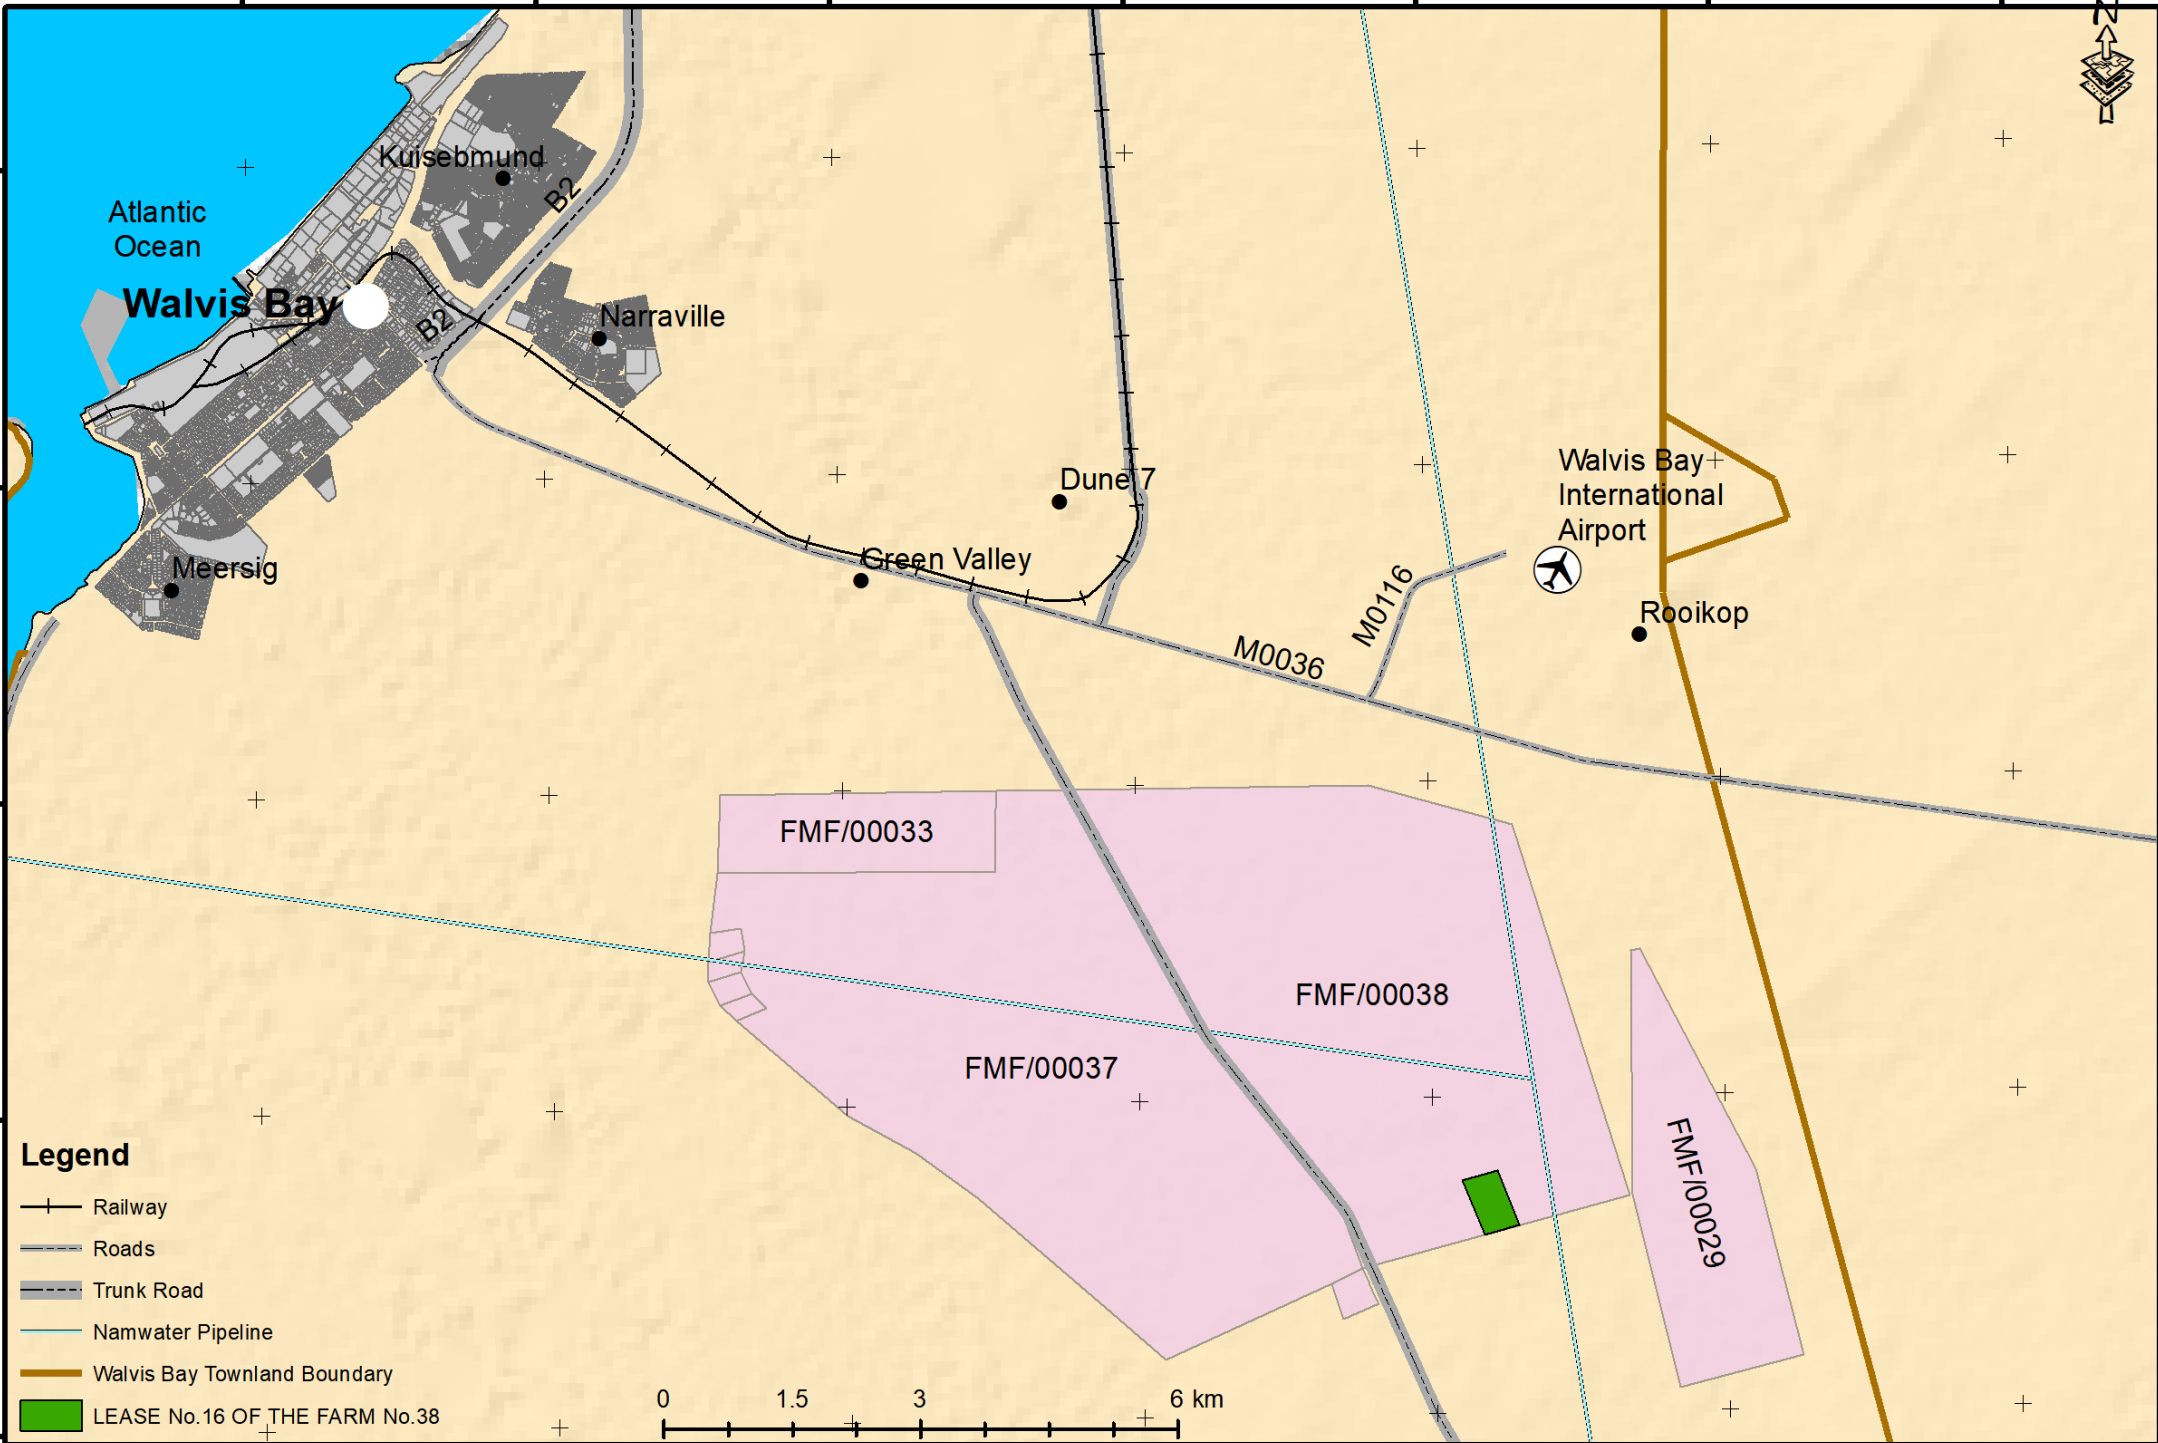 N
Kuisebmund
B2
Atlantic
Ocean
Walvis Bay
B2
Narraville
Dune 7
Walvis Bay
International
Airport
Green Valley
Meersig
M0116
Rooikop
M0036
FMF/00033
FMF/00038
FMF/00037
FMF/00029
Legend
Railway
Roads
Trunk Road
Namwater Pipeline
Walvis Bay Townland Boundary
LEASE No.16 OF THE FARM No.38
0 1.5 3 6 km